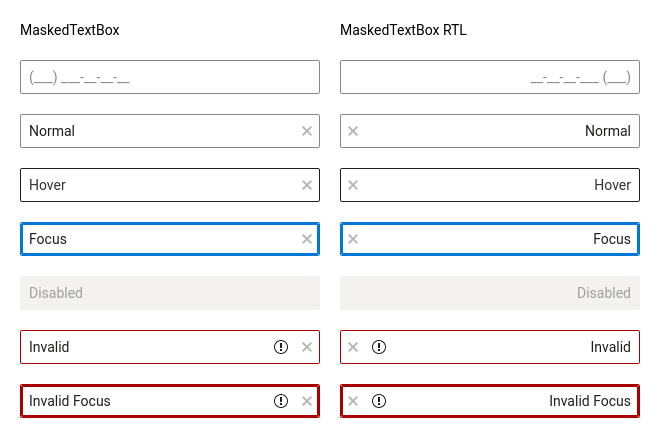 MaskedTextBox
MaskedTextBox RTL
(___) ___-__-__-__
__-__-__-___ (___)
Normal
Normal
Hover
Hover
Focus
Focus
Disabled
Disabled
Invalid
Invalid
Invalid Focus
Invalid Focus